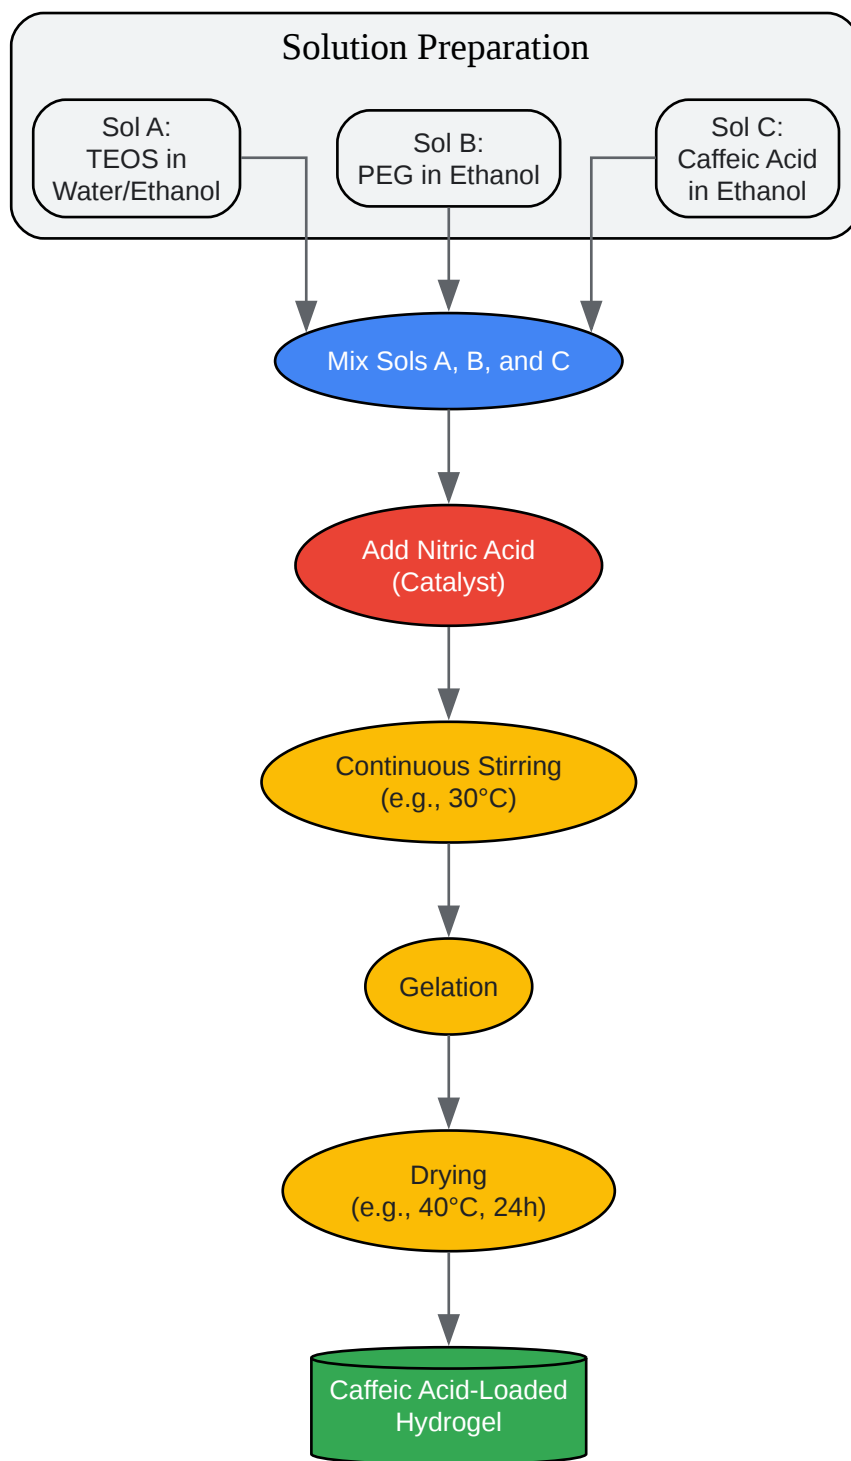 Solution Preparation
Sol A:
TEOS in
Water/Ethanol
Sol B:
PEG in Ethanol
Sol C:
Caffeic Acid
in Ethanol
Mix Sols A, B, and C
Add Nitric Acid
(Catalyst)
Continuous Stirring
(e.g., 30°C)
Gelation
Drying
(e.g., 40°C, 24h)
Caffeic Acid-Loaded
Hydrogel